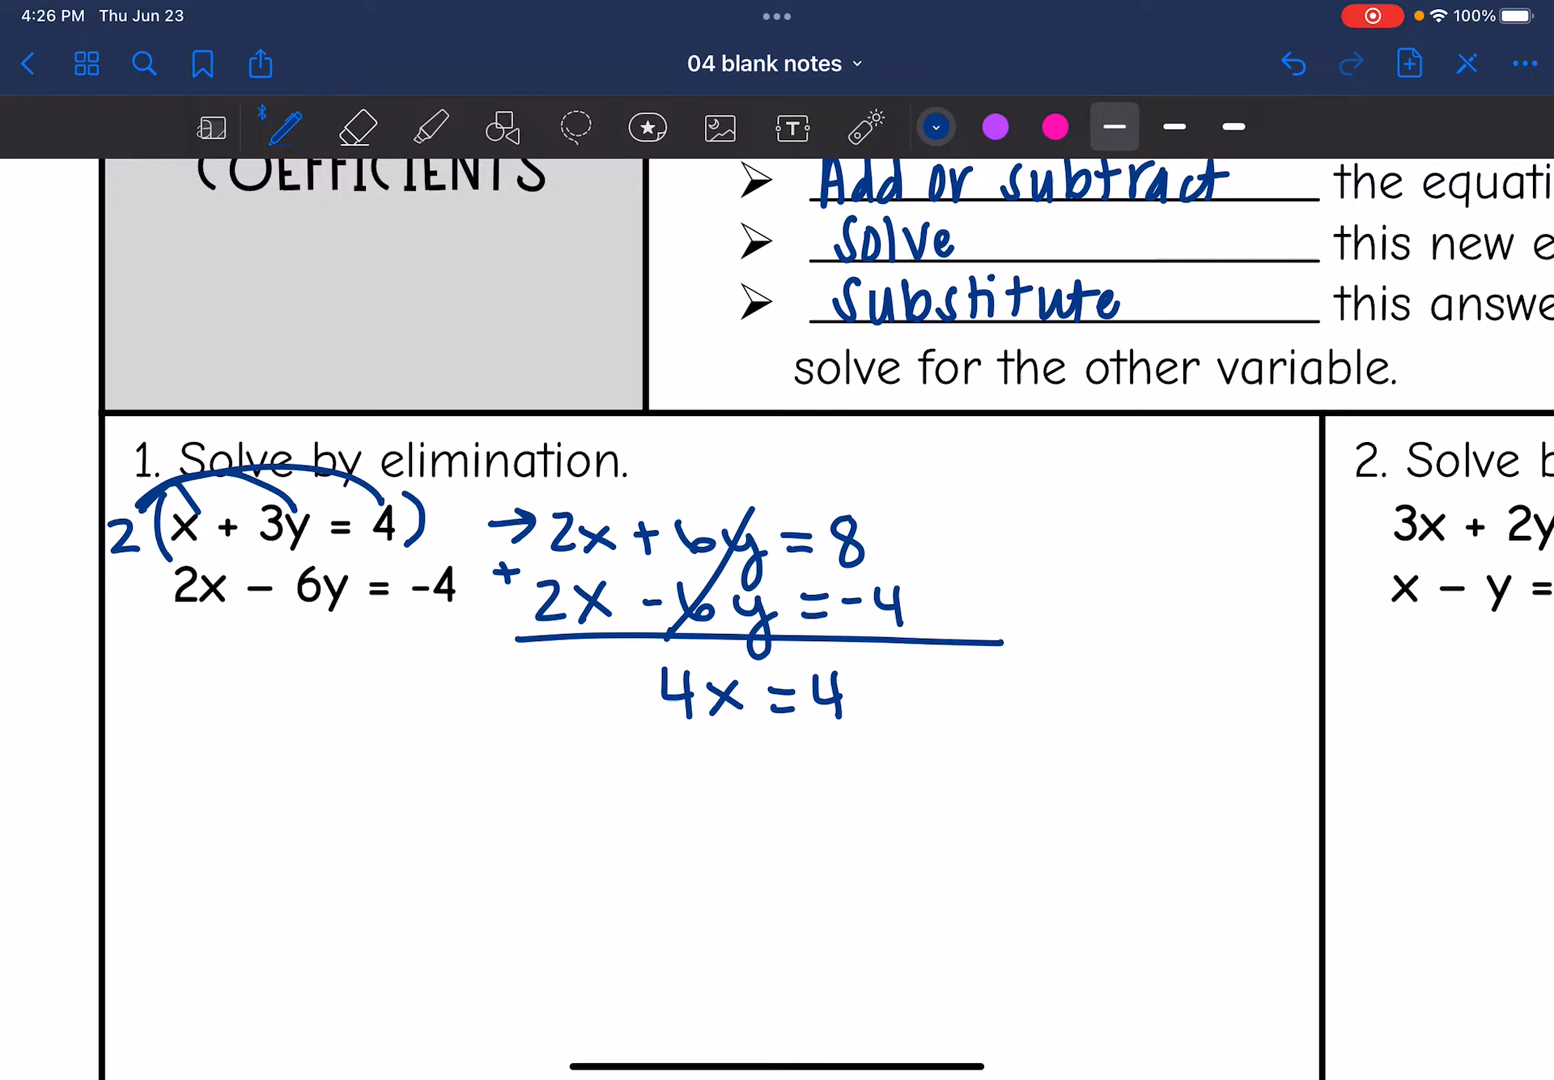 4:26 PM Thu Jun 23
100%
04 blank notes
COEFFICIENTS
➢ Add or subtract the equati
➢ Solve this new e
➢ Substitute this answe
solve for the other variable.
1. Solve by elimination.
2(x + 3y = 4) → 2x + 6y = 8
2x – 6y = -4 + 2x - 6y = -4
4x = 4
2. Solve b
3x + 2y
x – y =